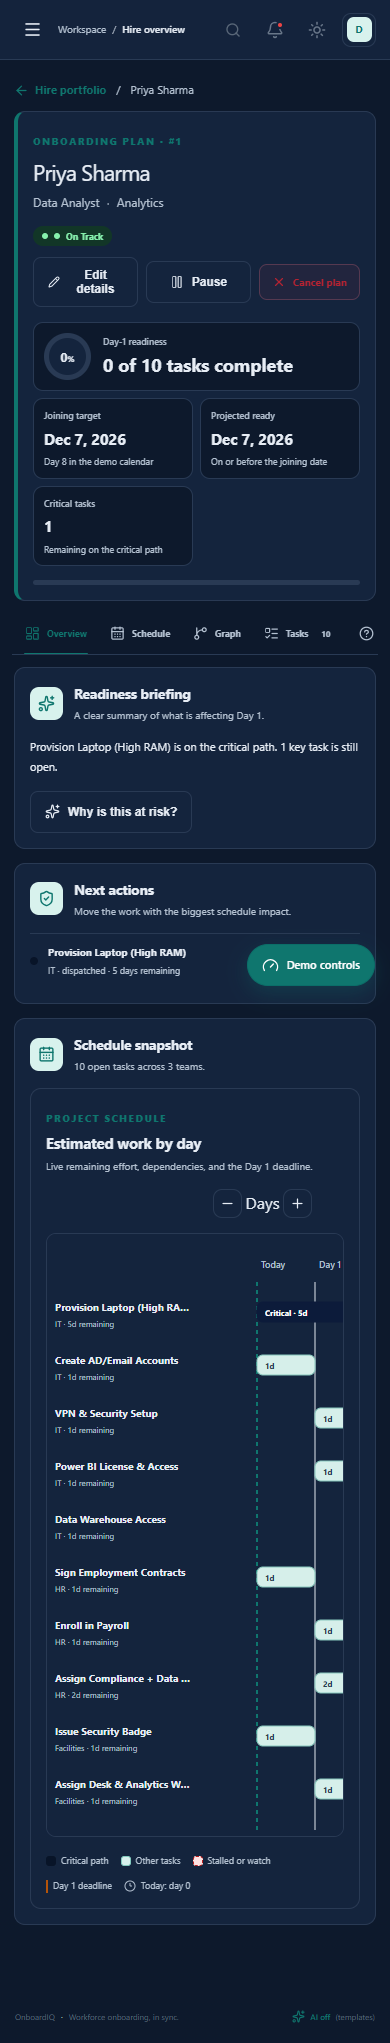 Workspace / Hire overview
D
Hire portfolio / Priya Sharma
ONBOARDING PLAN · #1
Priya Sharma
Data Analyst · Analytics
On Track
Edit details
Pause
Cancel plan
0%
Day-1 readiness
0 of 10 tasks complete
Joining target
Dec 7, 2026
Day 8 in the demo calendar
Projected ready
Dec 7, 2026
On or before the joining date
Critical tasks
1
Remaining on the critical path
Overview Schedule Graph Tasks 10
Readiness briefing
A clear summary of what is affecting Day 1.
Provision Laptop (High RAM) is on the critical path. 1 key task is still
open.
Why is this at risk?
Next actions
Move the work with the biggest schedule impact.
Provision Laptop (High RAM)
IT · dispatched · 5 days remaining
Demo controls
Schedule snapshot
10 open tasks across 3 teams.
PROJECT SCHEDULE
Estimated work by day
Live remaining effort, dependencies, and the Day 1 deadline.
Days
Today Day 1
Provision Laptop (High RA...
IT · 5d remaining
Critical · 5d
Create AD/Email Accounts
IT · 1d remaining
1d
VPN & Security Setup
IT · 1d remaining
1d
Power BI License & Access
IT · 1d remaining
1d
Data Warehouse Access
IT · 1d remaining
Sign Employment Contracts
HR · 1d remaining
1d
Enroll in Payroll
HR · 1d remaining
1d
Assign Compliance + Data ...
HR · 2d remaining
2d
Issue Security Badge
Facilities · 1d remaining
1d
Assign Desk & Analytics W...
Facilities · 1d remaining
1d
Critical path Other tasks Stalled or watch
Day 1 deadline Today: day 0
OnboardIQ · Workforce onboarding, in sync.
AI off (templates)